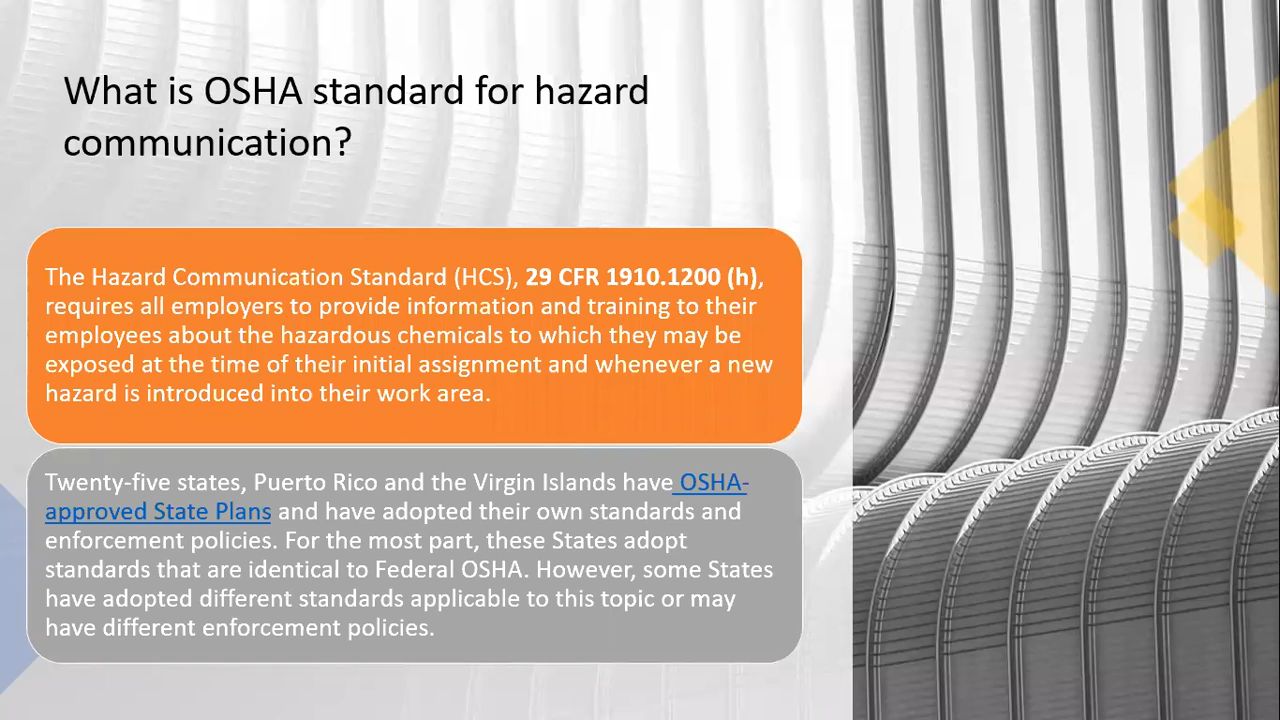 What is OSHA standard for hazard
communication?
The Hazard Communication Standard (HCS), 29 CFR 1910.1200 (h),
requires all employers to provide information and training to their
employees about the hazardous chemicals to which they may be
exposed at the time of their initial assignment and whenever a new
hazard is introduced into their work area.
Twenty-five states, Puerto Rico and the Virgin Islands have OSHA-
approved State Plans and have adopted their own standards and
enforcement policies. For the most part, these States adopt
standards that are identical to Federal OSHA. However, some States
have adopted different standards applicable to this topic or may
have different enforcement policies.